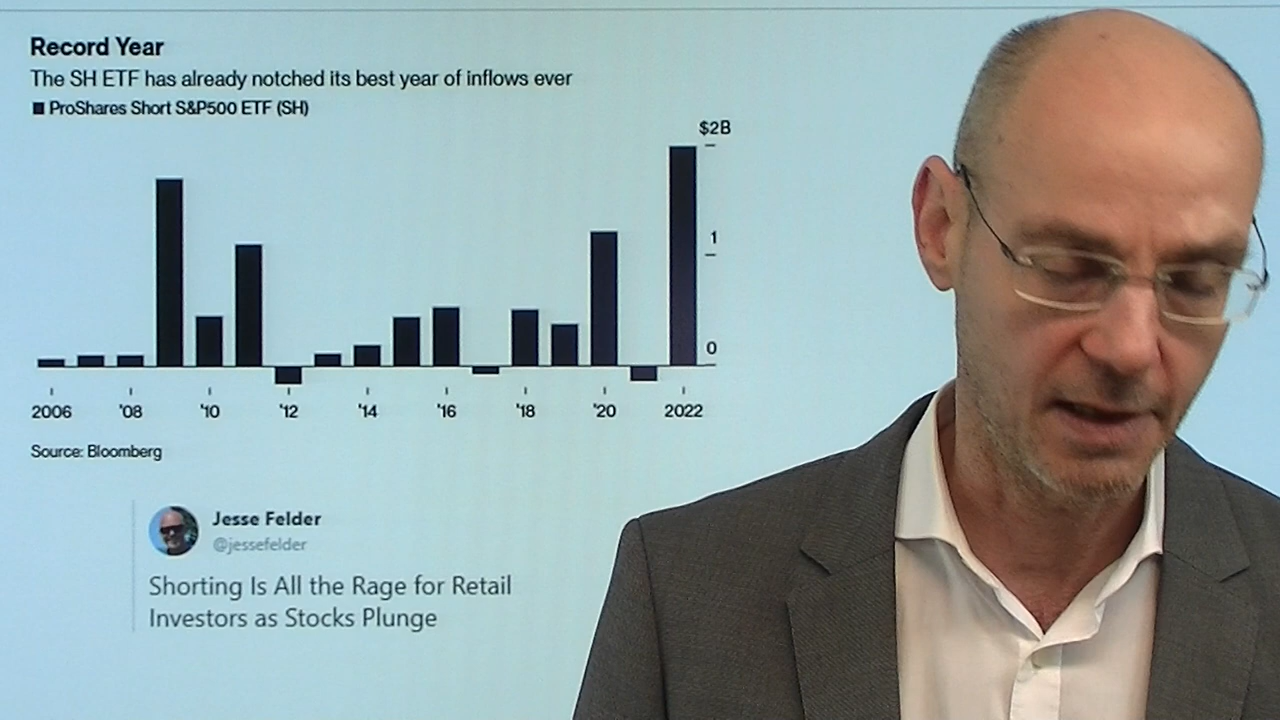 Record Year
The SH ETF has already notched its best year of inflows ever
ProShares Short S&P500 ETF (SH)
$2B
1
0
2006 '08 '10 '12 '14 '16 '18 '20 2022
Source: Bloomberg
Jesse Felder
@jessefelder
Shorting Is All the Rage for Retail
Investors as Stocks Plunge